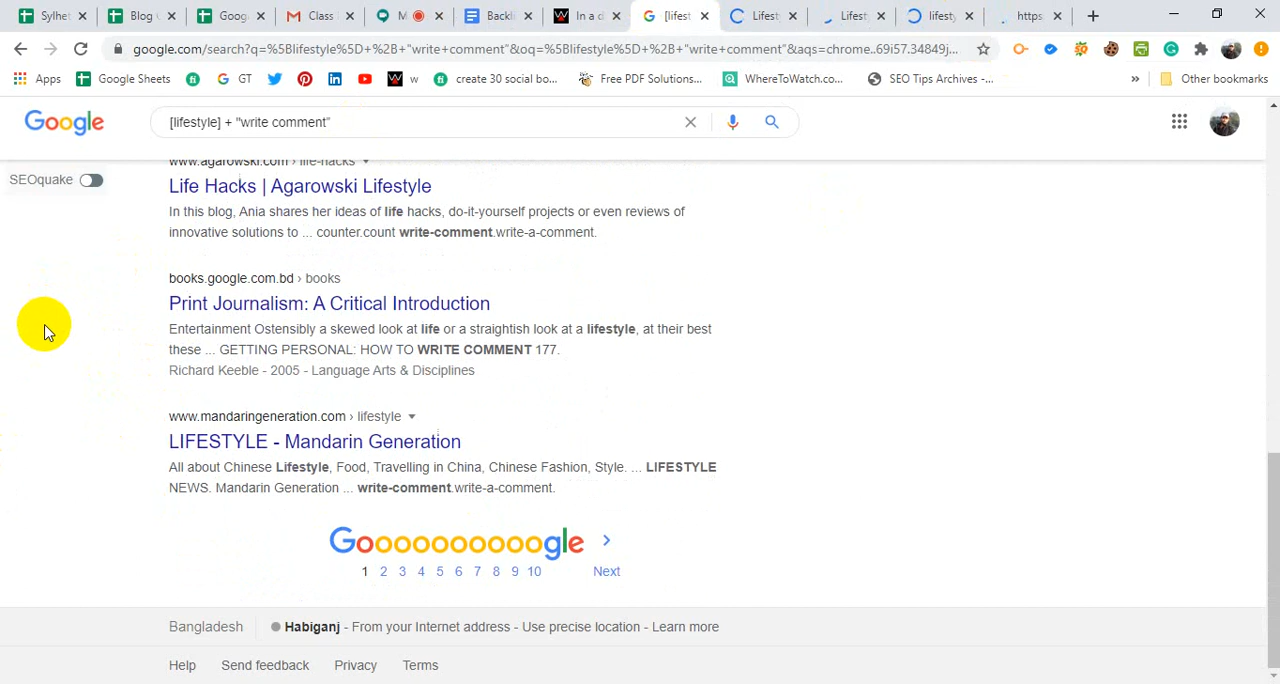 Sylhet
Blog
Goog
Class
M
Backli
In a d
[lifest
Lifest
Lifest
lifesty
https
google.com/search?q=%5Blifestyle%5D+%2B+"write+comment"&oq=%5Blifestyle%5D+%2B+"write+comment"&aqs=chrome..69i57.34849j...
Apps
Google Sheets
GT
w
create 30 social bo...
Free PDF Solutions...
WhereToWatch.co...
SEO Tips Archives -...
»
Other bookmarks
Google
[lifestyle] + "write comment"
www.agarowski.com › life-hacks
SEOquake
Life Hacks | Agarowski Lifestyle
In this blog, Ania shares her ideas of life hacks, do-it-yourself projects or even reviews of
innovative solutions to ... counter.count write-comment.write-a-comment.
books.google.com.bd › books
Print Journalism: A Critical Introduction
Entertainment Ostensibly a skewed look at life or a straightish look at a lifestyle, at their best
these ... GETTING PERSONAL: HOW TO WRITE COMMENT 177.
Richard Keeble - 2005 - Language Arts & Disciplines
www.mandaringeneration.com › lifestyle
LIFESTYLE - Mandarin Generation
All about Chinese Lifestyle, Food, Travelling in China, Chinese Fashion, Style. ... LIFESTYLE
NEWS. Mandarin Generation ... write-comment.write-a-comment.
Goooooooooogle >
1 2 3 4 5 6 7 8 9 10 Next
Bangladesh
Habiganj - From your Internet address - Use precise location - Learn more
Help Send feedback Privacy Terms